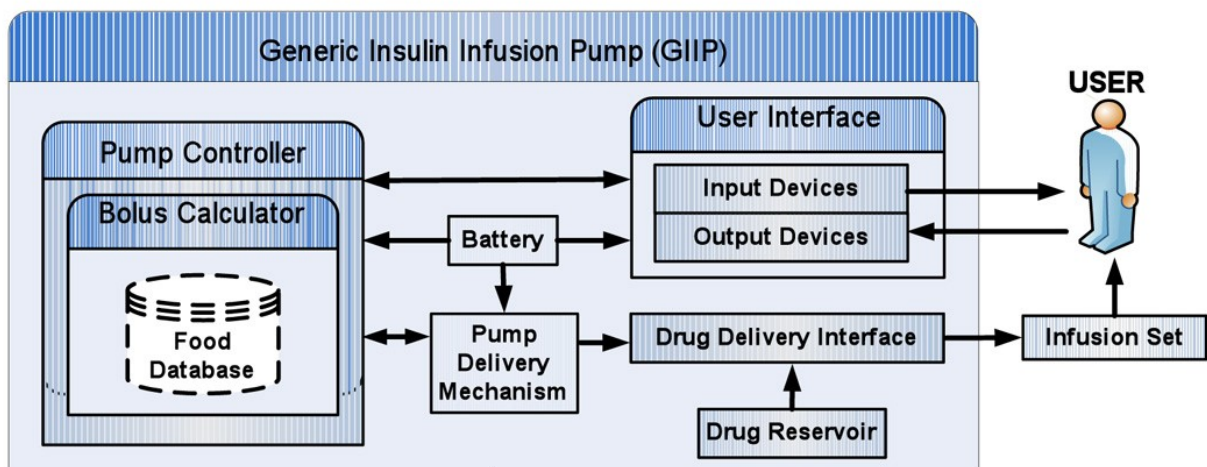 Generic Insulin Infusion Pump (GIIP)
USER
User Interface
Pump Controller
Input Devices
Bolus Calculator
Output Devices
Battery
Food
Database
Pump
Delivery
Mechanism
Drug Delivery Interface
Infusion Set
Drug Reservoir